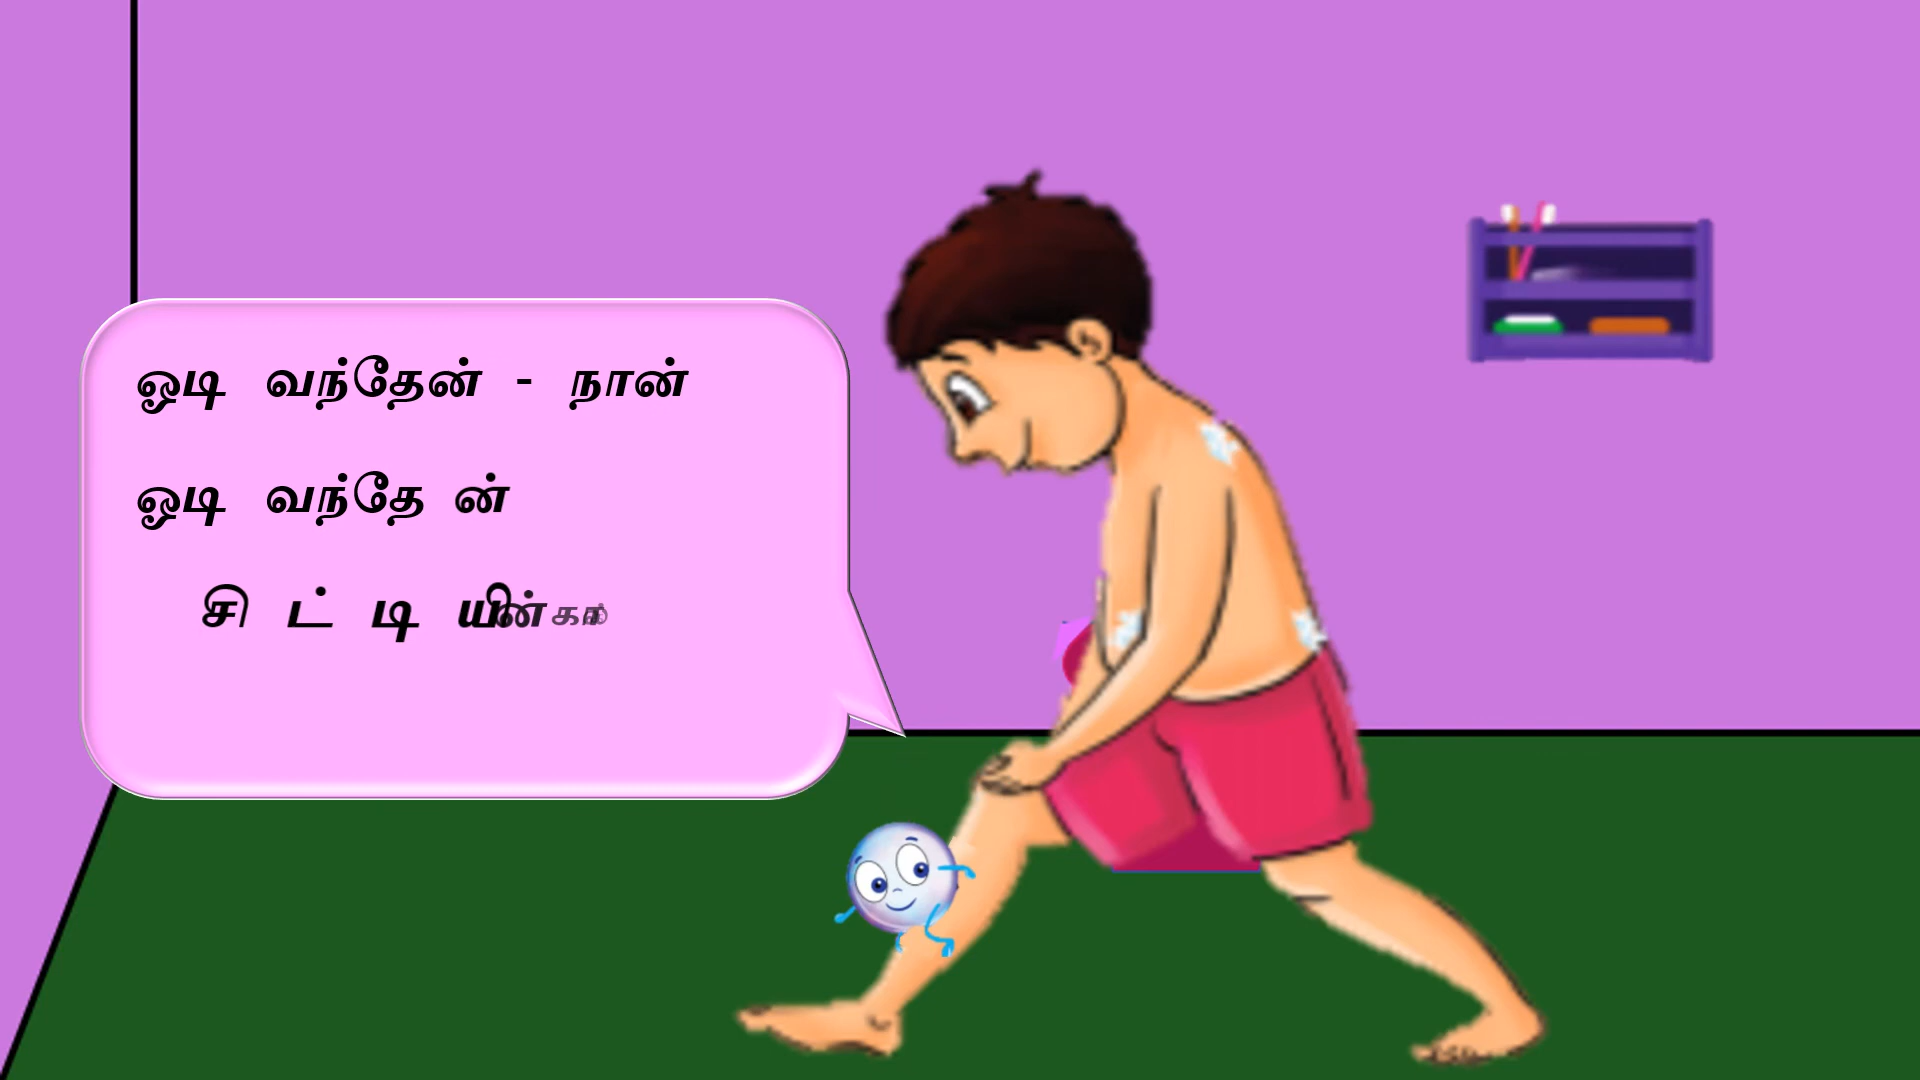 ஓடி வந்தேன் - நான்
ஓடி வந்தேன்
சிட்டியின்